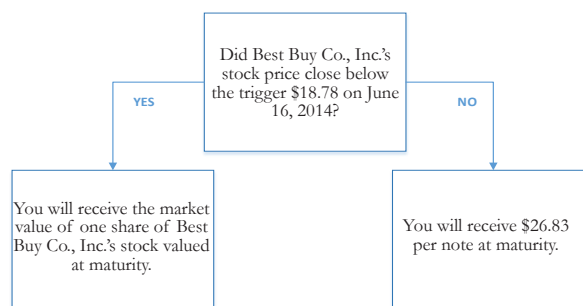 Did Best Buy Co., Inc.'s
stock price close below
the trigger $18.78 on June
16, 2014?
YES
NO
You will receive the market
value of one share of Best
Buy Co., Inc.'s stock valued
at maturity.
You will receive $26.83
per note at maturity.